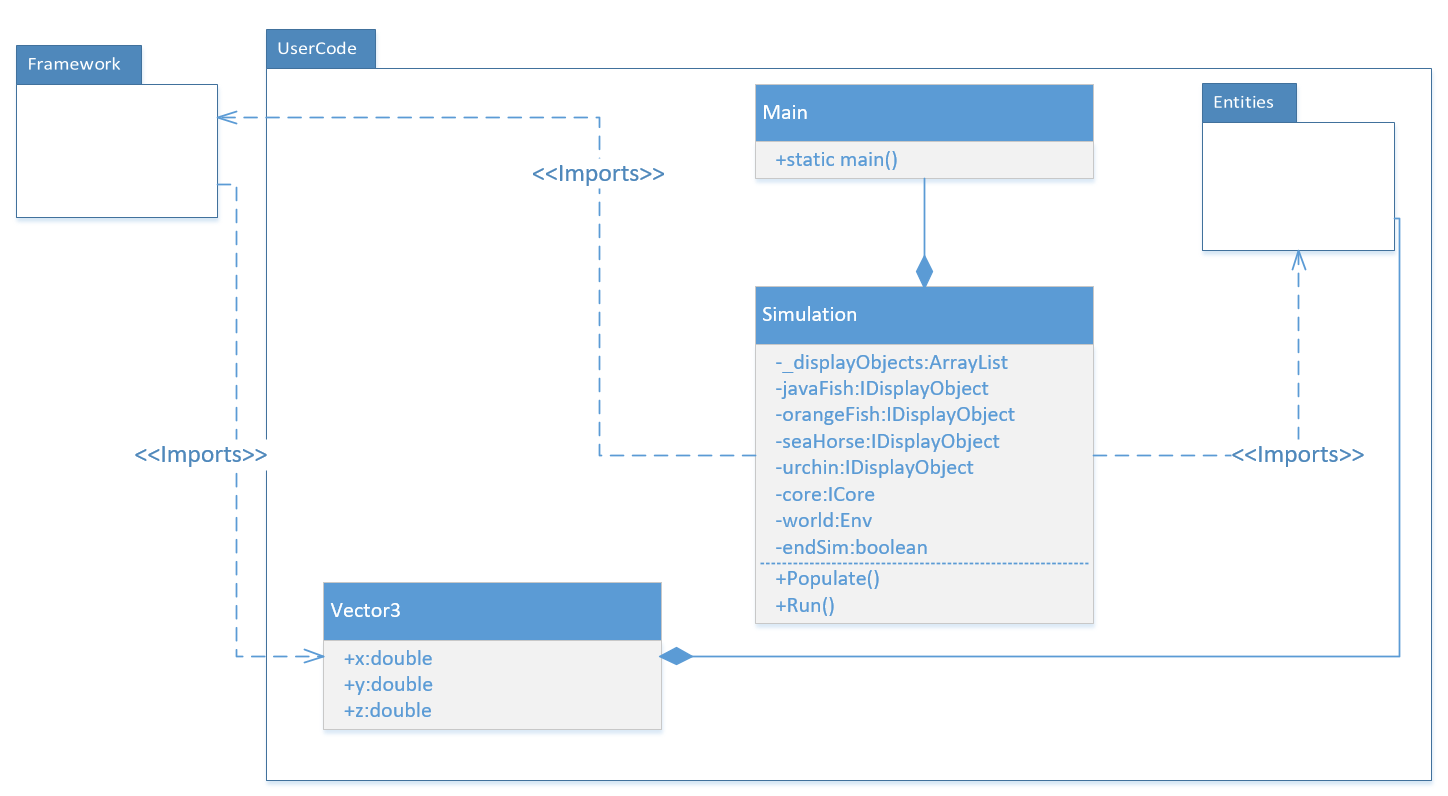 UserCode
Framework
Entities
Main
+static main()
<<Imports>>
Simulation
-_displayObjects:ArrayList
-javaFish:IDisplayObject
-orangeFish:IDisplayObject
-seaHorse:IDisplayObject
-urchin:IDisplayObject
-core:ICore
-world:Env
-endSim:boolean
+Populate()
+Run()
<<Imports>>
<<Imports>>
Vector3
+x:double
+y:double
+z:double